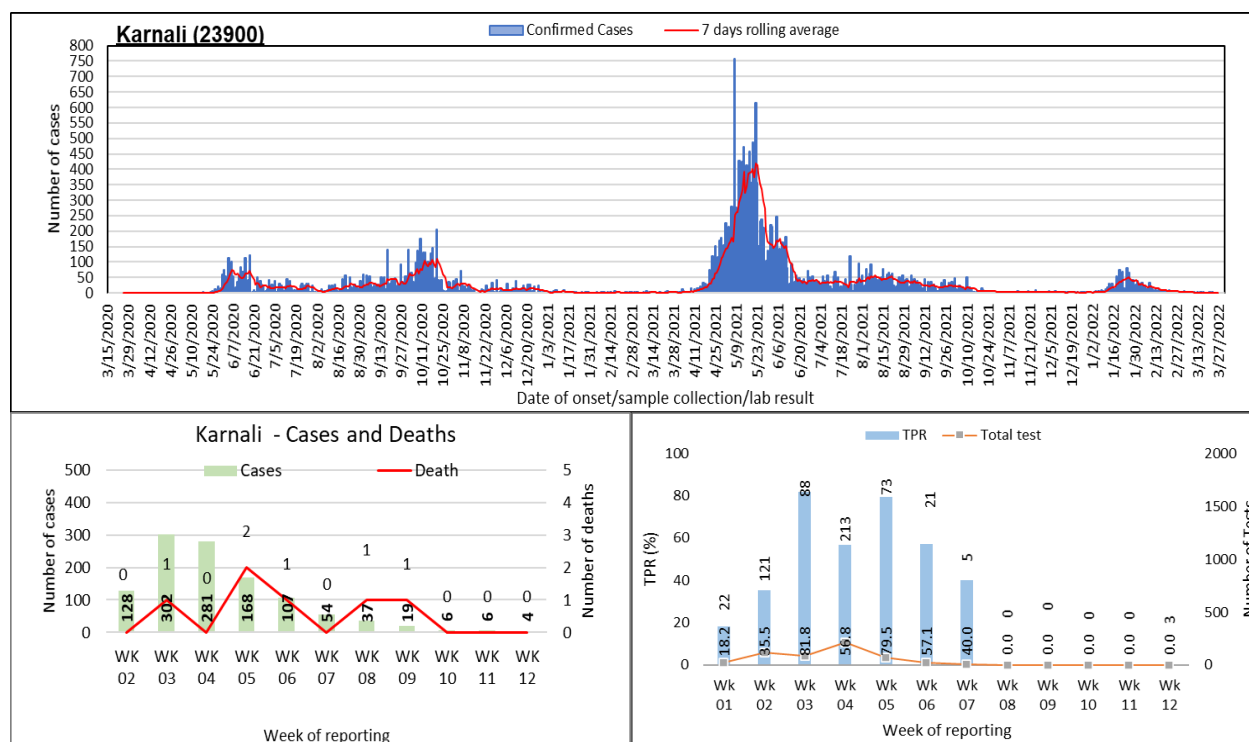 Karnali (23900)
Confirmed Cases
7 days rolling average
Number of cases
800
750
700
650
600
550
500
450
400
350
300
250
200
150
100
50
0
3/15/2020
3/29/2020
4/12/2020
4/26/2020
5/10/2020
5/24/2020
6/7/2020
6/21/2020
7/5/2020
7/19/2020
8/2/2020
8/16/2020
8/30/2020
9/13/2020
9/27/2020
10/11/2020
10/25/2020
11/8/2020
11/22/2020
12/6/2020
12/20/2020
1/3/2021
1/17/2021
1/31/2021
2/14/2021
2/28/2021
3/14/2021
3/28/2021
4/11/2021
4/25/2021
5/9/2021
5/23/2021
6/6/2021
6/20/2021
7/4/2021
7/18/2021
8/1/2021
8/15/2021
8/29/2021
9/12/2021
9/26/2021
10/10/2021
10/24/2021
11/7/2021
11/21/2021
12/5/2021
12/19/2021
1/2/2022
1/16/2022
1/30/2022
2/13/2022
2/27/2022
3/13/2022
3/27/2022
Date of onset/sample collection/lab result
Karnali - Cases and Deaths
Cases
Death
Number of cases
500
400
300
200
100
0
0 1 0 2 1 0 1 1 0 0 0
128 302 281 168 107 54 37 19 6 6 4
5
4
3
2
1
0
Number of deaths
WK 02
WK 03
WK 04
WK 05
WK 06
WK 07
WK 08
WK 09
WK 10
WK 11
WK 12
Week of reporting
TPR
Total test
TPR (%)
100
80
60
40
20
0
22 121 88 213 73 21 5 0 0 0 0 3
18.2 35.5 81.8 56.8 79.5 57.1 40.0 0.0 0.0 0.0 0.0 0.0
2000
1500
1000
500
0
Number of Tests
Wk 01
Wk 02
Wk 03
Wk 04
Wk 05
Wk 06
Wk 07
Wk 08
Wk 09
Wk 10
Wk 11
Wk 12
Week of reporting